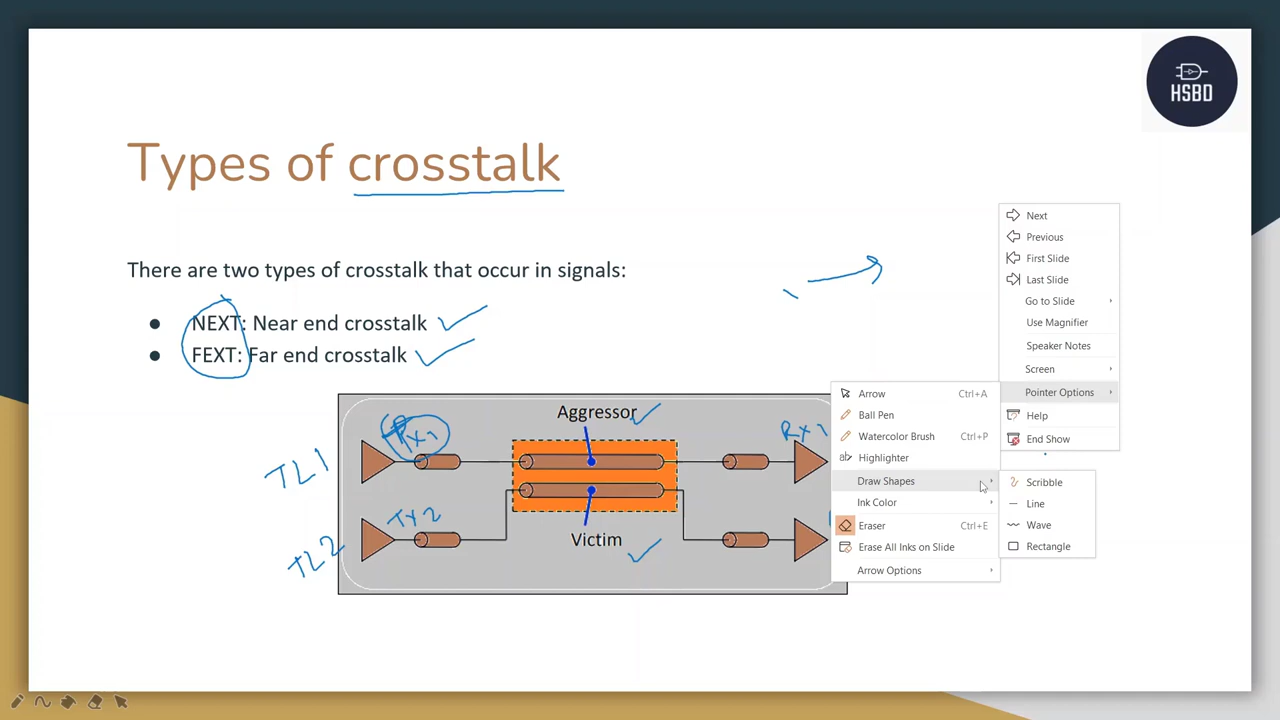 HSBD
Types of crosstalk
There are two types of crosstalk that occur in signals:
● NEXT: Near end crosstalk
● FEXT: Far end crosstalk
Aggressor
RX1
TL1
TX2
TL2
Victim
Next
Previous
First Slide
Last Slide
Go to Slide
Use Magnifier
Speaker Notes
Screen
Pointer Options
Help
End Show
Arrow Ctrl+A
Ball Pen
Watercolor Brush Ctrl+P
Highlighter
Draw Shapes
Ink Color
Eraser Ctrl+E
Erase All Inks on Slide
Arrow Options
Scribble
Line
Wave
Rectangle